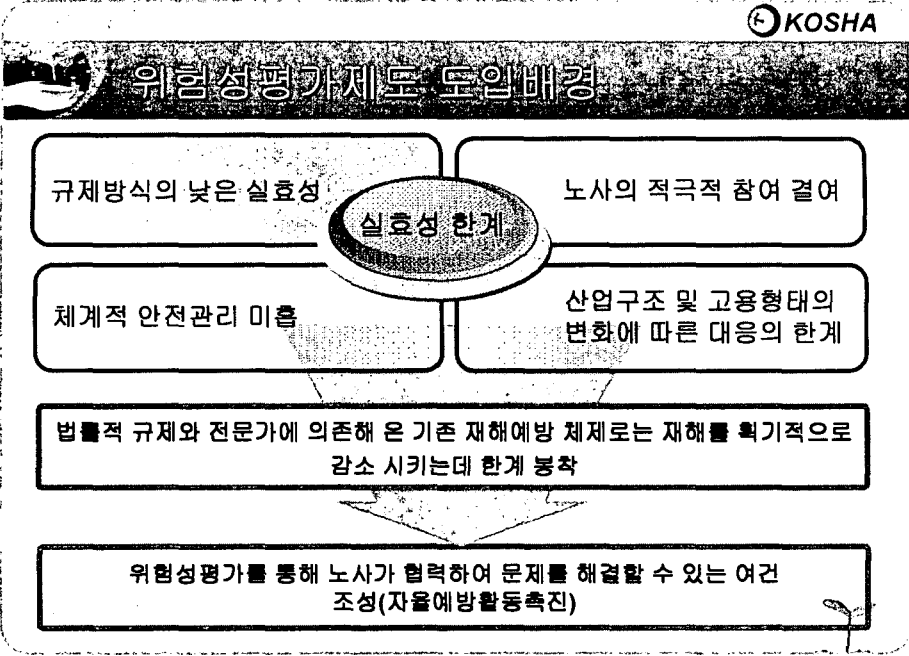 KOSHA
위험성평가제도 도입배경
규제방식의 낮은 실효성
노사의 적극적 참여 결여
실효성 한계
체계적 안전관리 미흡
산업구조 및 고용형태의
변화에 따른 대응의 한계
법률적 규제와 전문가에 의존해 온 기존 재해예방 체제로는 재해를 획기적으로
감소 시키는데 한계 봉착
위험성평가를 통해 노사가 협력하여 문제를 해결할 수 있는 여건
조성(자율예방활동촉진)